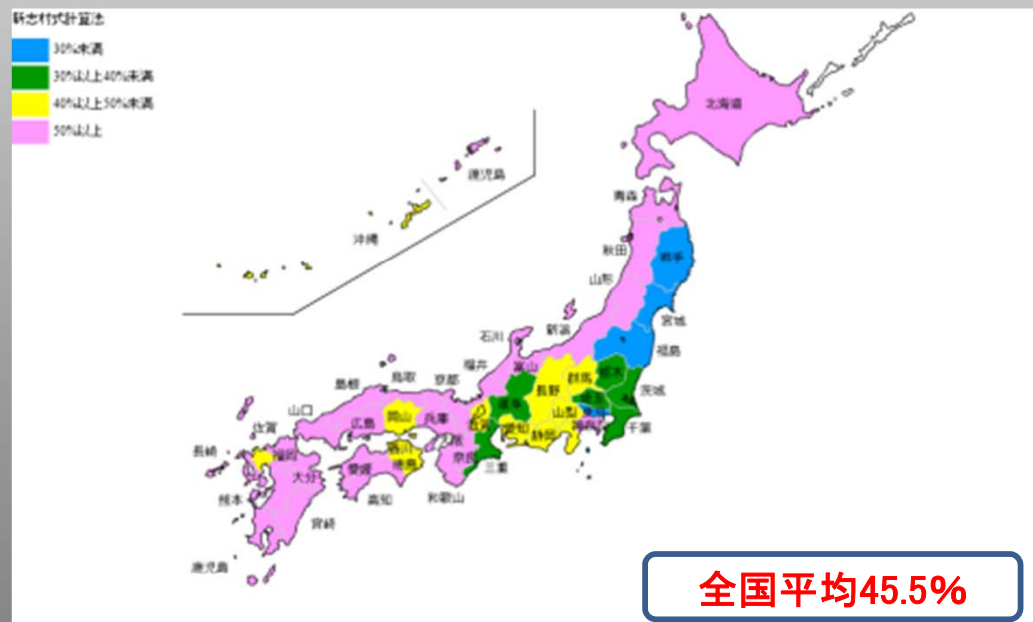 新志村式計算法
30%未満
30%以上40%未満
40%以上50%未満
50%以上
北海道
鹿児島
青森
沖縄
秋田
岩手
山形
宮城
新潟
石川
福島
福井
富山
栃木
群馬
長野
茨城
鳥取
京都
島根
岐阜
埼玉
山口
岡山
兵庫
山梨
広島
愛知
静岡
千葉
佐賀
香川
長崎
福岡
徳島
奈良
三重
愛媛
大分
高知
和歌山
熊本
宮崎
鹿児島
全国平均45.5%